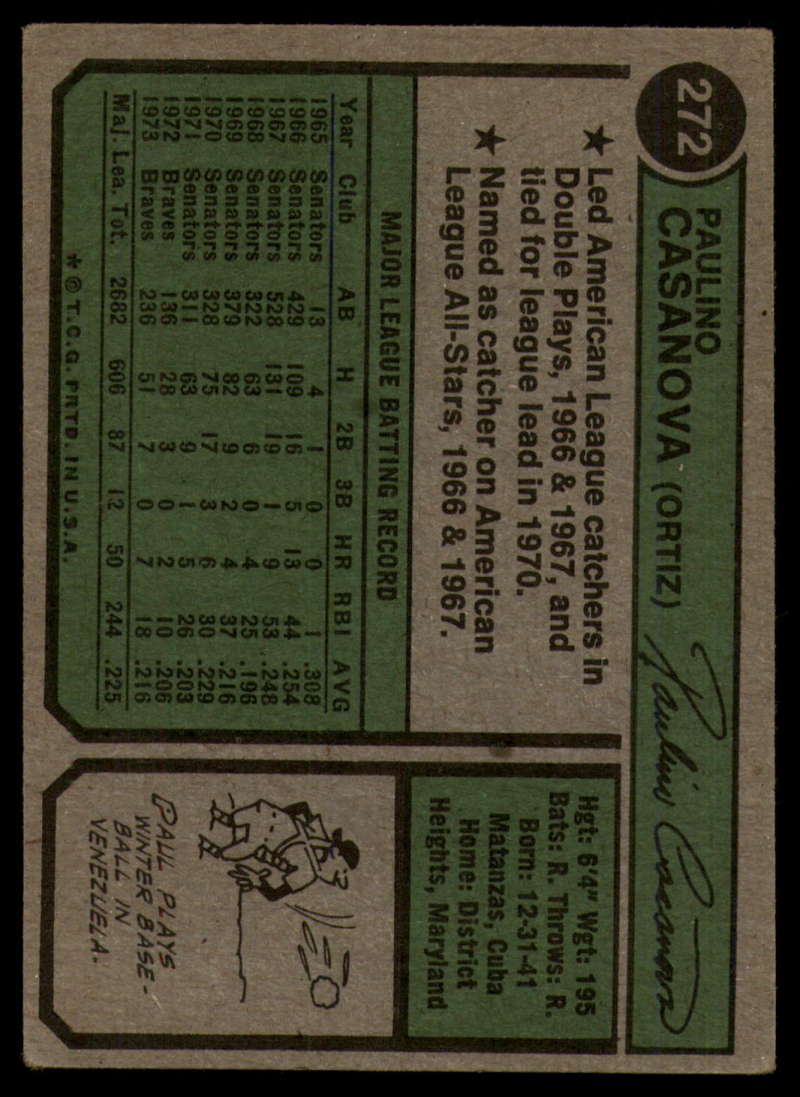 272
PAULINO
CASANOVA (ORTIZ) Paulino Casanova
★ Led American League catchers in
Double Plays, 1966 & 1967, and
tied for league lead in 1970.
★ Named as catcher on American
League All-Stars, 1966 & 1967.
Hgt: 6'4" Wgt: 195
Bats: R. Throws: R.
Born: 12-31-41
Matanzas, Cuba
Home: District
Heights, Maryland
MAJOR LEAGUE BATTING RECORD
Year Club AB H 2B 3B HR RBI AVG
1965 Senators 13 4 1 0 0 1 .308
1966 Senators 429 109 16 5 13 44 .254
1967 Senators 528 131 19 1 9 53 .248
1968 Senators 322 63 6 0 4 25 .196
1969 Senators 379 82 9 2 4 37 .216
1970 Senators 328 75 17 3 6 30 .229
1971 Senators 311 63 9 1 5 26 .203
1972 Braves 136 28 3 0 2 10 .206
1973 Braves 236 51 7 0 7 18 .216
Maj. Lea. Tot. 2682 606 87 12 50 244 .225
★ © T.C.G. PRTD. IN U.S.A.
PAUL PLAYS
WINTER BASE-
BALL IN
VENEZUELA.